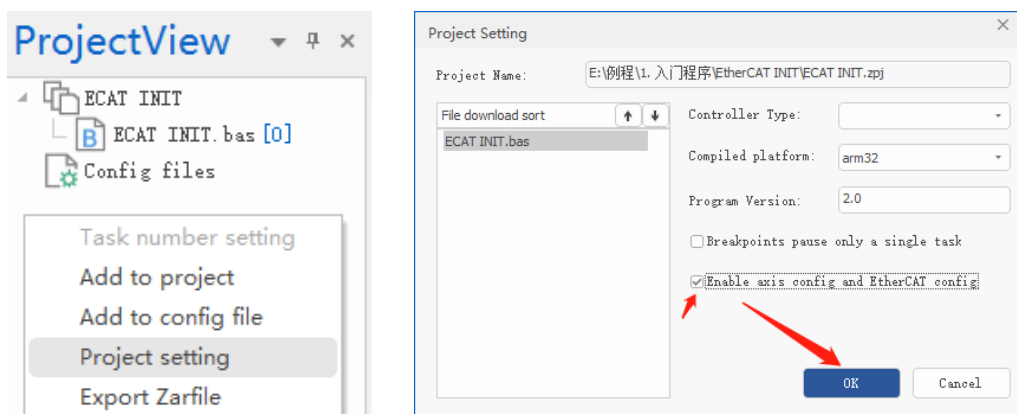 ProjectView
ECAT INIT
ECAT INIT.bas [0]
Config files
Task number setting
Add to project
Add to config file
Project setting
Export Zarfile
Project Setting
Project Name:
E:\例程\1. 入门程序\EtherCAT INIT\ECAT INIT.zpj
File download sort
ECAT INIT.bas
Controller Type:
Compiled platform:
arm32
Program Version:
2.0
Breakpoints pause only a single task
Enable axis config and EtherCAT config
OK
Cancel